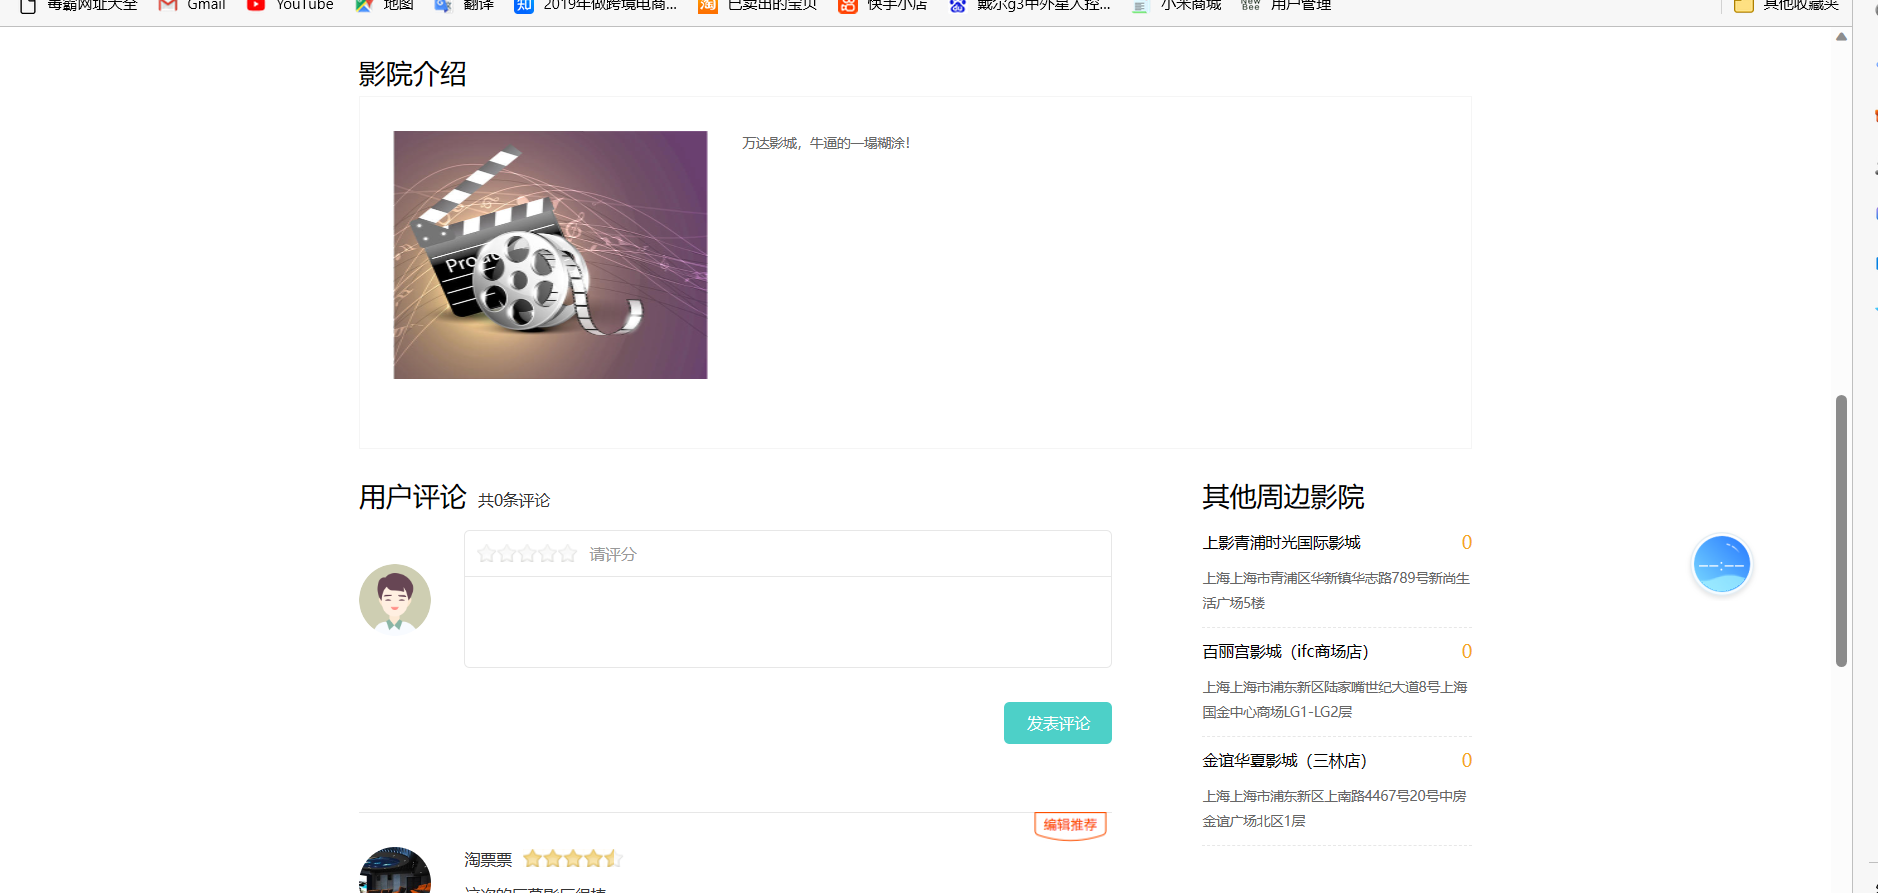 毒霸网址大全 Gmail YouTube 地图 翻译 2019年做跨境电商... 已卖出的宝贝 快手小店 戴尔g3中外星人控... 小米商城 用户管理 其他收藏夹
影院介绍
万达影城，牛逼的一塌糊涂！
Produ
用户评论 共0条评论
请评分
发表评论
其他周边影院
上影青浦时光国际影城 0
上海上海市青浦区华新镇华志路789号新尚生
活广场5楼
百丽宫影城（ifc商场店） 0
上海上海市浦东新区陆家嘴世纪大道8号上海
国金中心商场LG1-LG2层
金谊华夏影城（三林店） 0
上海上海市浦东新区上南路4467号20号中房
金谊广场北区1层
编辑推荐
淘票票
这次的巨幕影厅很棒